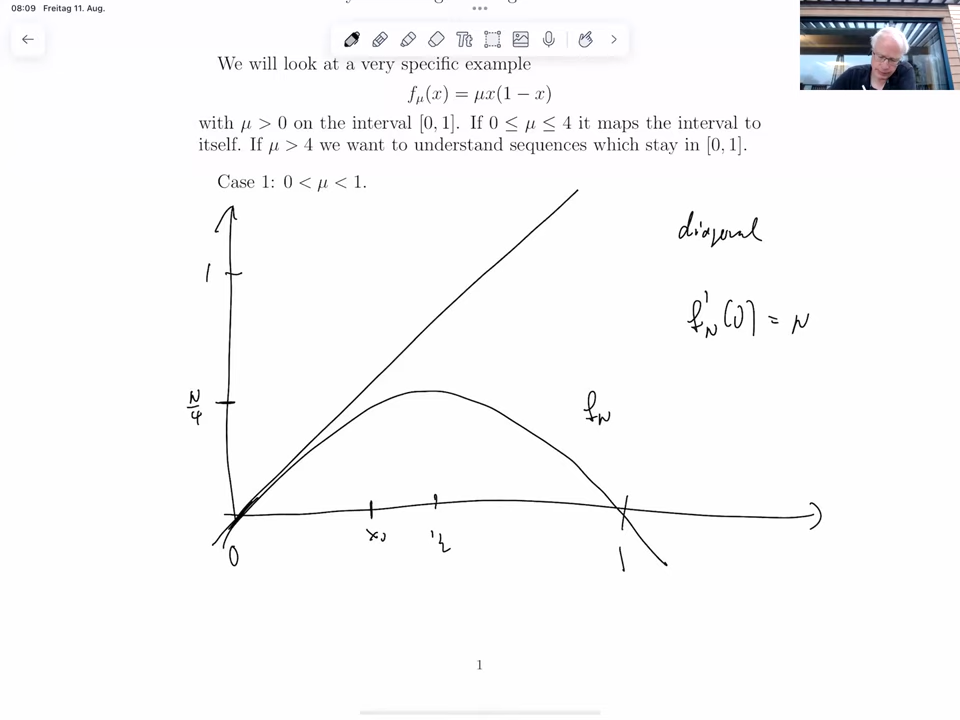 08:09 Freitag 11. Aug.
We will look at a very specific example
fμ(x) = μx(1 − x)
with μ > 0 on the interval [0, 1]. If 0 ≤ μ ≤ 4 it maps the interval to
itself. If μ > 4 we want to understand sequences which stay in [0, 1].
Case 1: 0 < μ < 1.
diagonal
1
f'μ(0) = μ
μ/4
fμ
x₀ 1/2
0 1
1